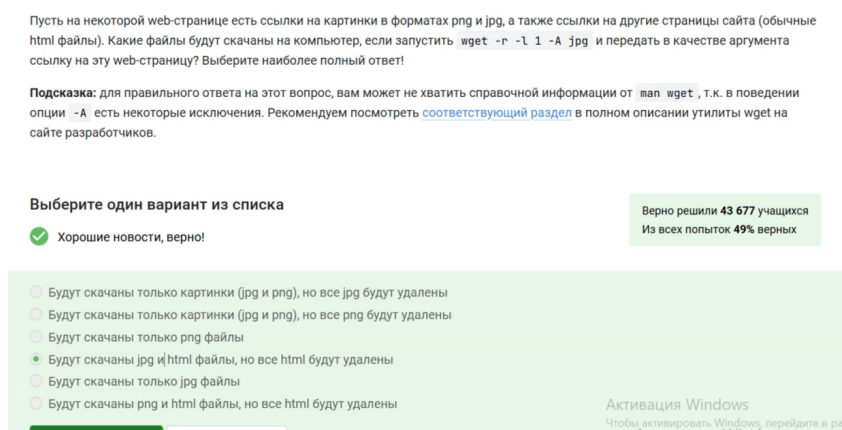 Пусть на некоторой web-странице есть ссылки на картинки в форматах png и jpg, а также ссылки на другие страницы сайта (обычные
html файлы). Какие файлы будут скачаны на компьютер, если запустить wget -r -l 1 -A jpg и передать в качестве аргумента
ссылку на эту web-страницу? Выберите наиболее полный ответ!
Подсказка: для правильного ответа на этот вопрос, вам может не хватить справочной информации от man wget, т.к. в поведении
опции -A есть некоторые исключения. Рекомендуем посмотреть соответствующий раздел в полном описании утилиты wget на
сайте разработчиков.
Выберите один вариант из списка
Хорошие новости, верно!
Верно решили 43 677 учащихся
Из всех попыток 49% верных
Будут скачаны только картинки (jpg и png), но все jpg будут удалены
Будут скачаны только картинки (jpg и png), но все png будут удалены
Будут скачаны только png файлы
Будут скачаны jpg и html файлы, но все html будут удалены
Будут скачаны только jpg файлы
Будут скачаны png и html файлы, но все html будут удалены
Активация Windows
Чтобы активировать Windows, перейдите в ра